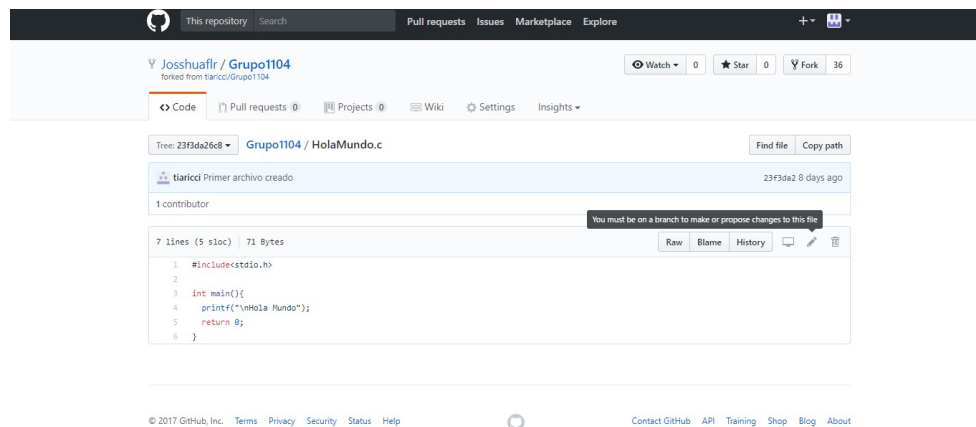 This repository Search Pull requests Issues Marketplace Explore
Josshuaflr / Grupo1104
Watch 0 Star 0 Fork 36
forked from tiaricci/Grupo1104
Code Pull requests 0 Projects 0 Wiki Settings Insights
Tree: 23f3da26c8 Grupo1104 / HolaMundo.c Find file Copy path
tiaricci Primer archivo creado 23f3da2 8 days ago
1 contributor
You must be on a branch to make or propose changes to this file
7 lines (5 sloc) 71 Bytes Raw Blame History
1 #include<stdio.h>
2
3 int main(){
4 printf("\nHola Mundo");
5 return 0;
6 }
© 2017 GitHub, Inc. Terms Privacy Security Status Help Contact GitHub API Training Shop Blog About